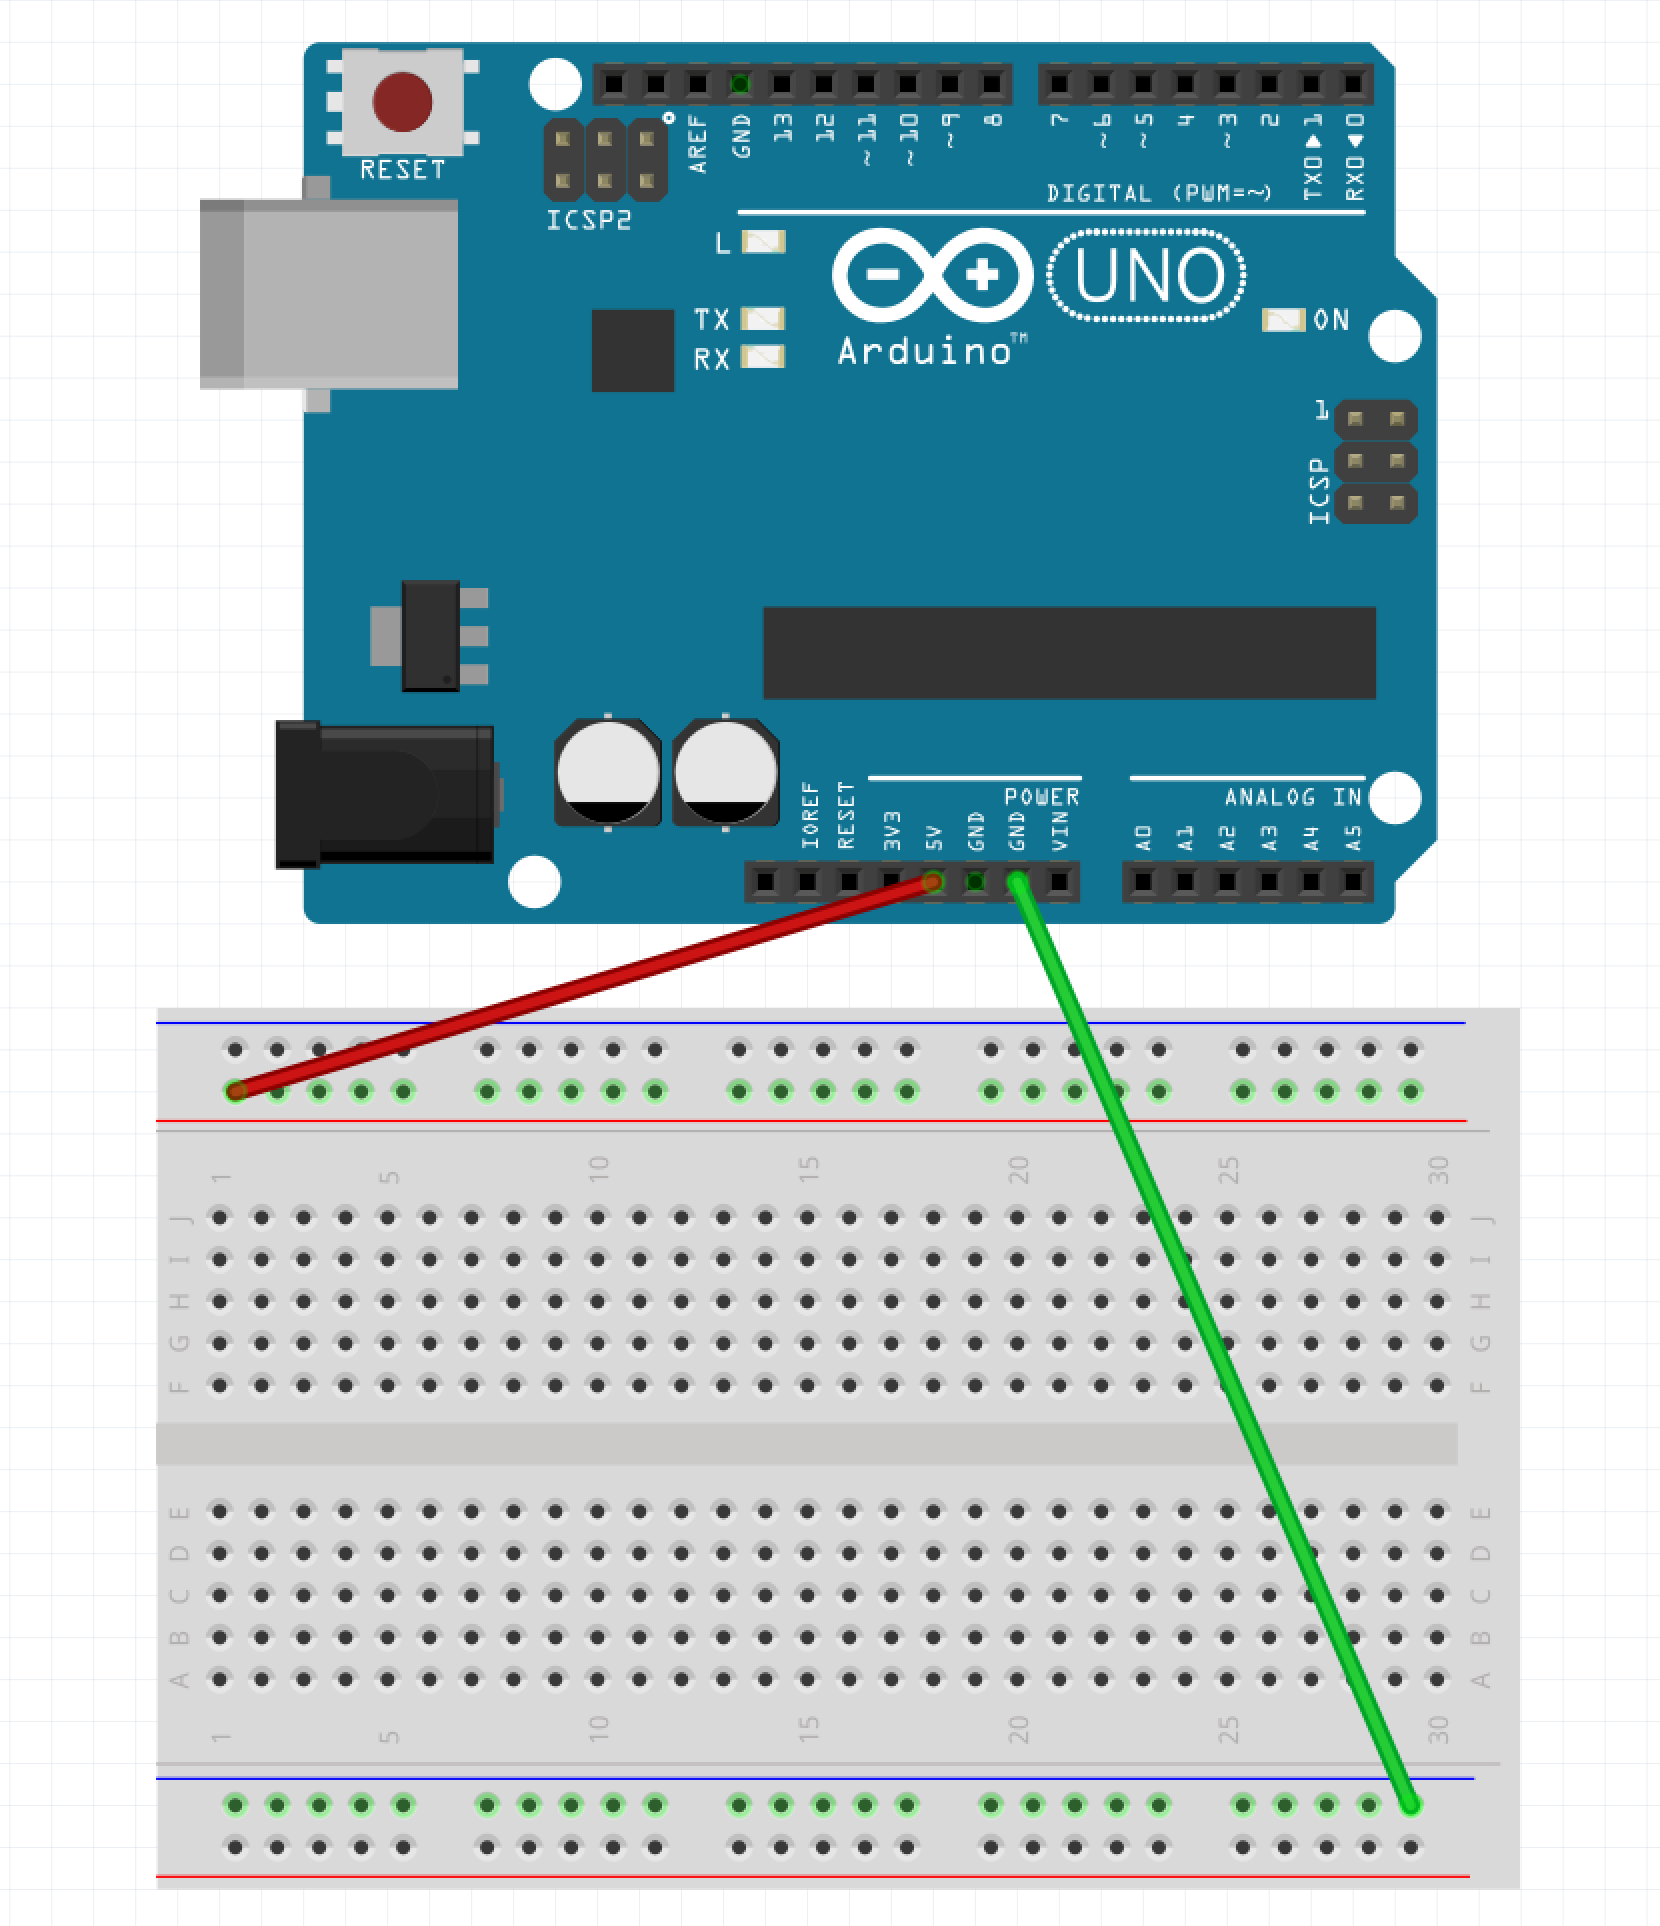 RESET
ICSP2
AREF
GND
13
12
~11
~10
~9
8
7
~6
~5
4
~3
2
TX0▶1
RX0◀0
DIGITAL (PWM=~)
L
TX
RX
UNO
Arduino™
ON
1
ICSP
POWER
ANALOG IN
IOREF
RESET
3V3
5V
GND
GND
VIN
A0
A1
A2
A3
A4
A5
1 5 10 15 20 25 30
J J
I I
H H
G G
F F
E E
D D
C C
B B
A A
1 5 10 15 20 25 30